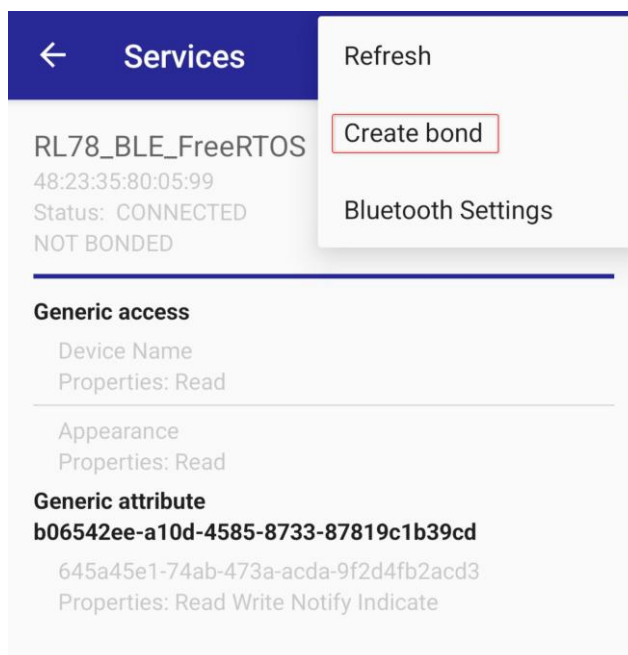 Services
Refresh
Create bond
Bluetooth Settings
RL78_BLE_FreeRTOS
48:23:35:80:05:99
Status: CONNECTED
NOT BONDED
Generic access
Device Name
Properties: Read
Appearance
Properties: Read
Generic attribute
b06542ee-a10d-4585-8733-87819c1b39cd
645a45e1-74ab-473a-acda-9f2d4fb2acd3
Properties: Read Write Notify Indicate